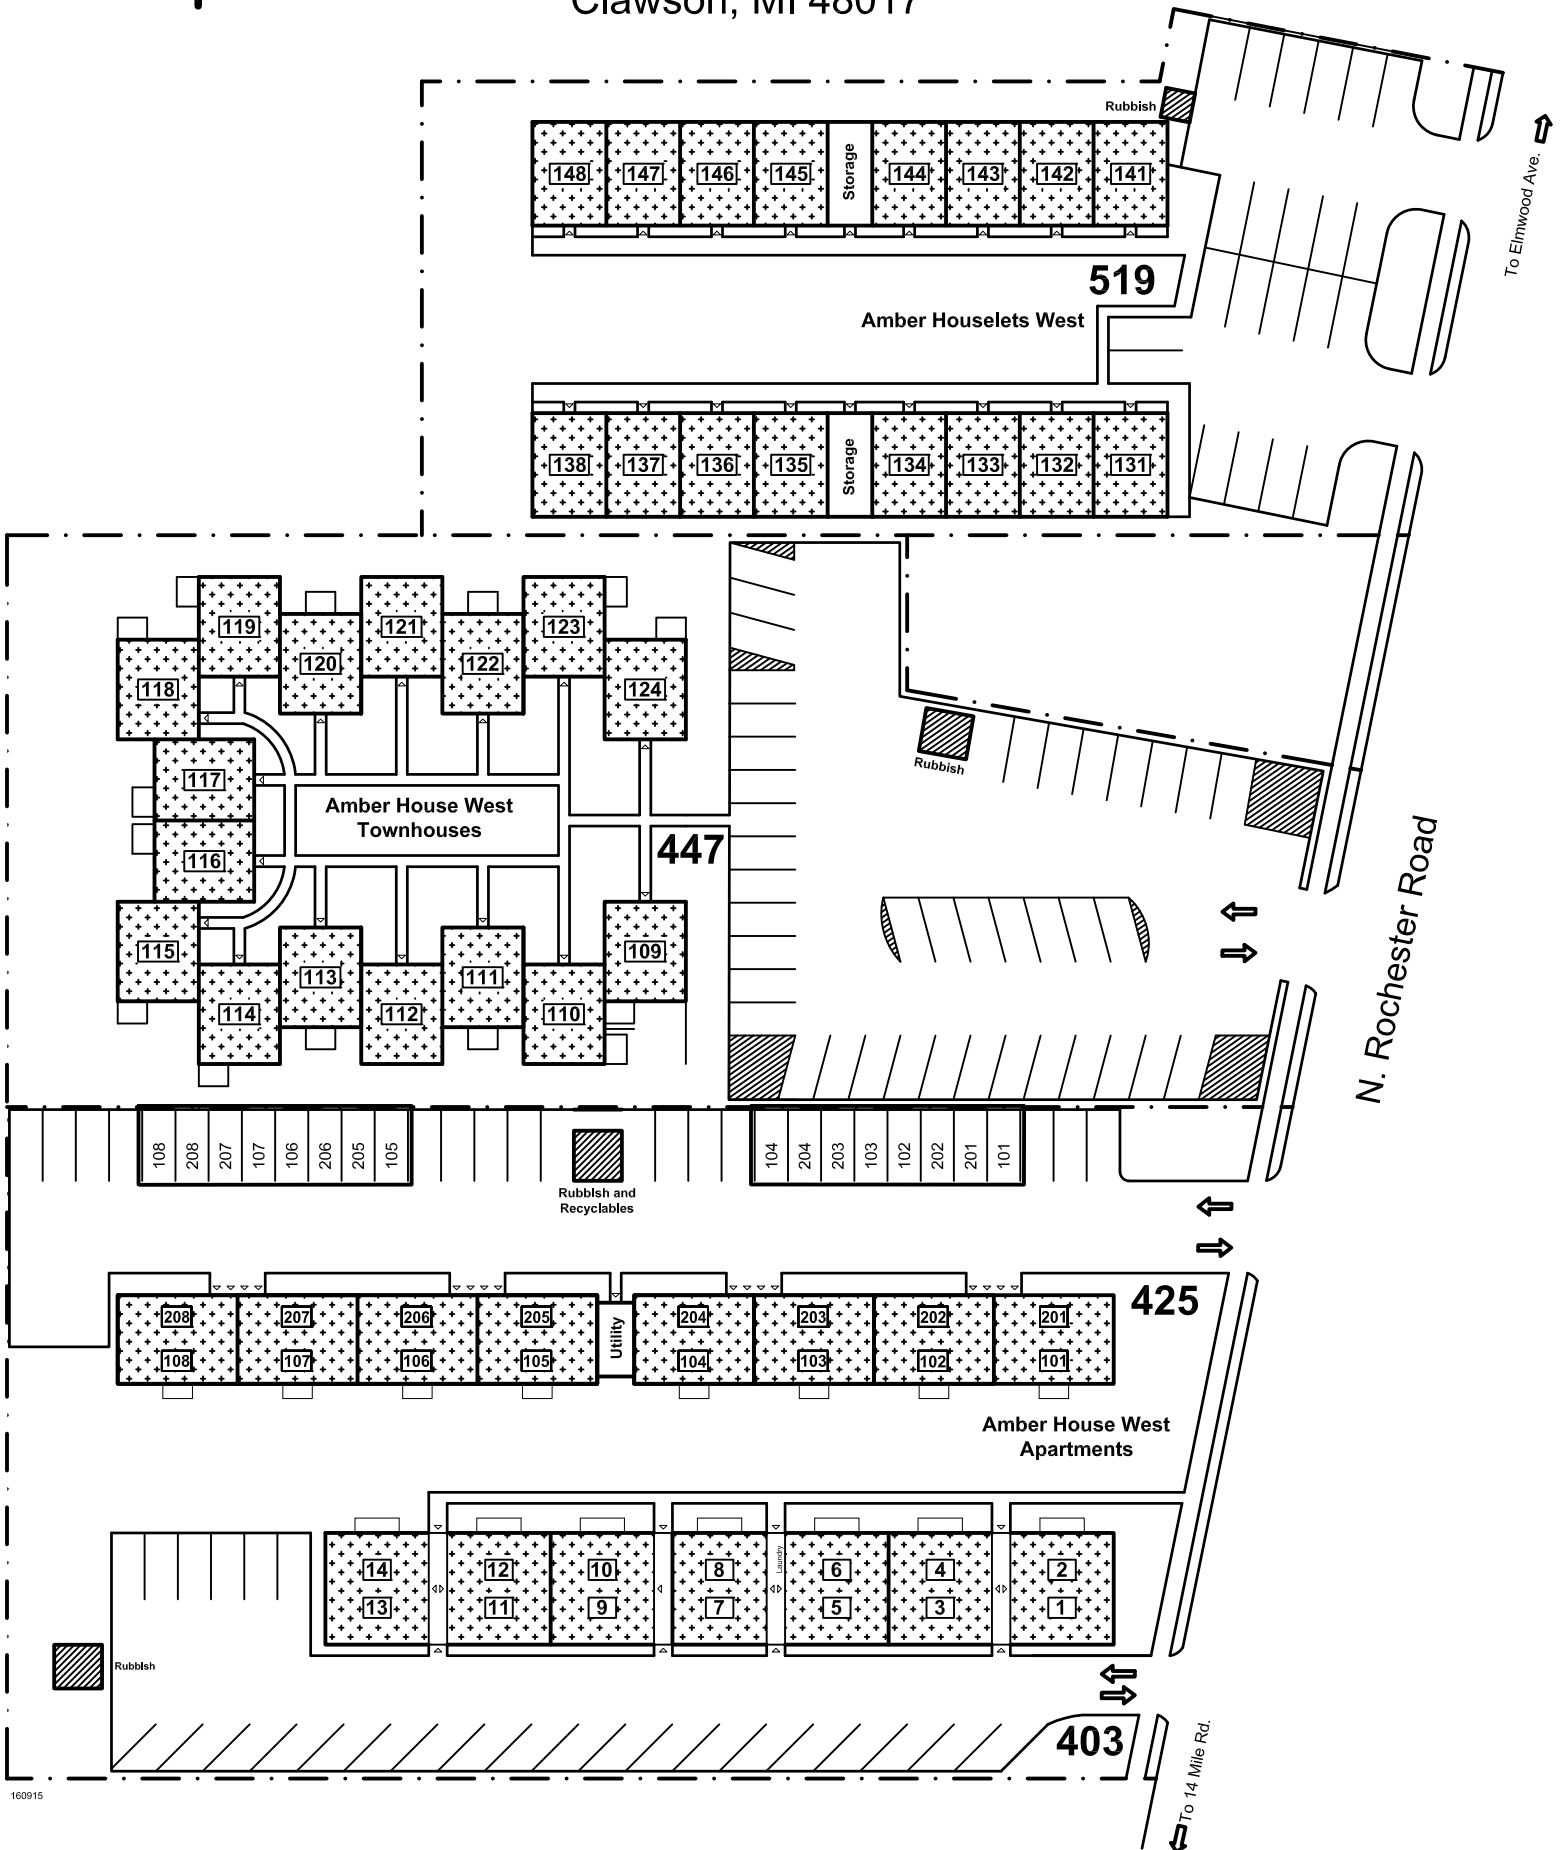 Clawson, MI 48017
Rubbish
To Elmwood Ave.
148 147 146 145 Storage 144 143 142 141
519
Amber Houselets West
138 137 136 135 Storage 134 133 132 131
119 121 123
120 122
118 124
117
Rubbish
Amber House West
Townhouses
447
116
N. Rochester Road
115 109
113 111
114 112 110
108 208 207 107 106 206 205 105
104 204 203 103 102 202 201 101
Rubbish and
Recyclables
425
208 207 206 205 Utility 204 203 202 201
108 107 106 105 104 103 102 101
Amber House West
Apartments
Laundry
14 12 10 8 6 4 2
13 11 9 7 5 3 1
Rubbish
403
To 14 Mile Rd.
160915